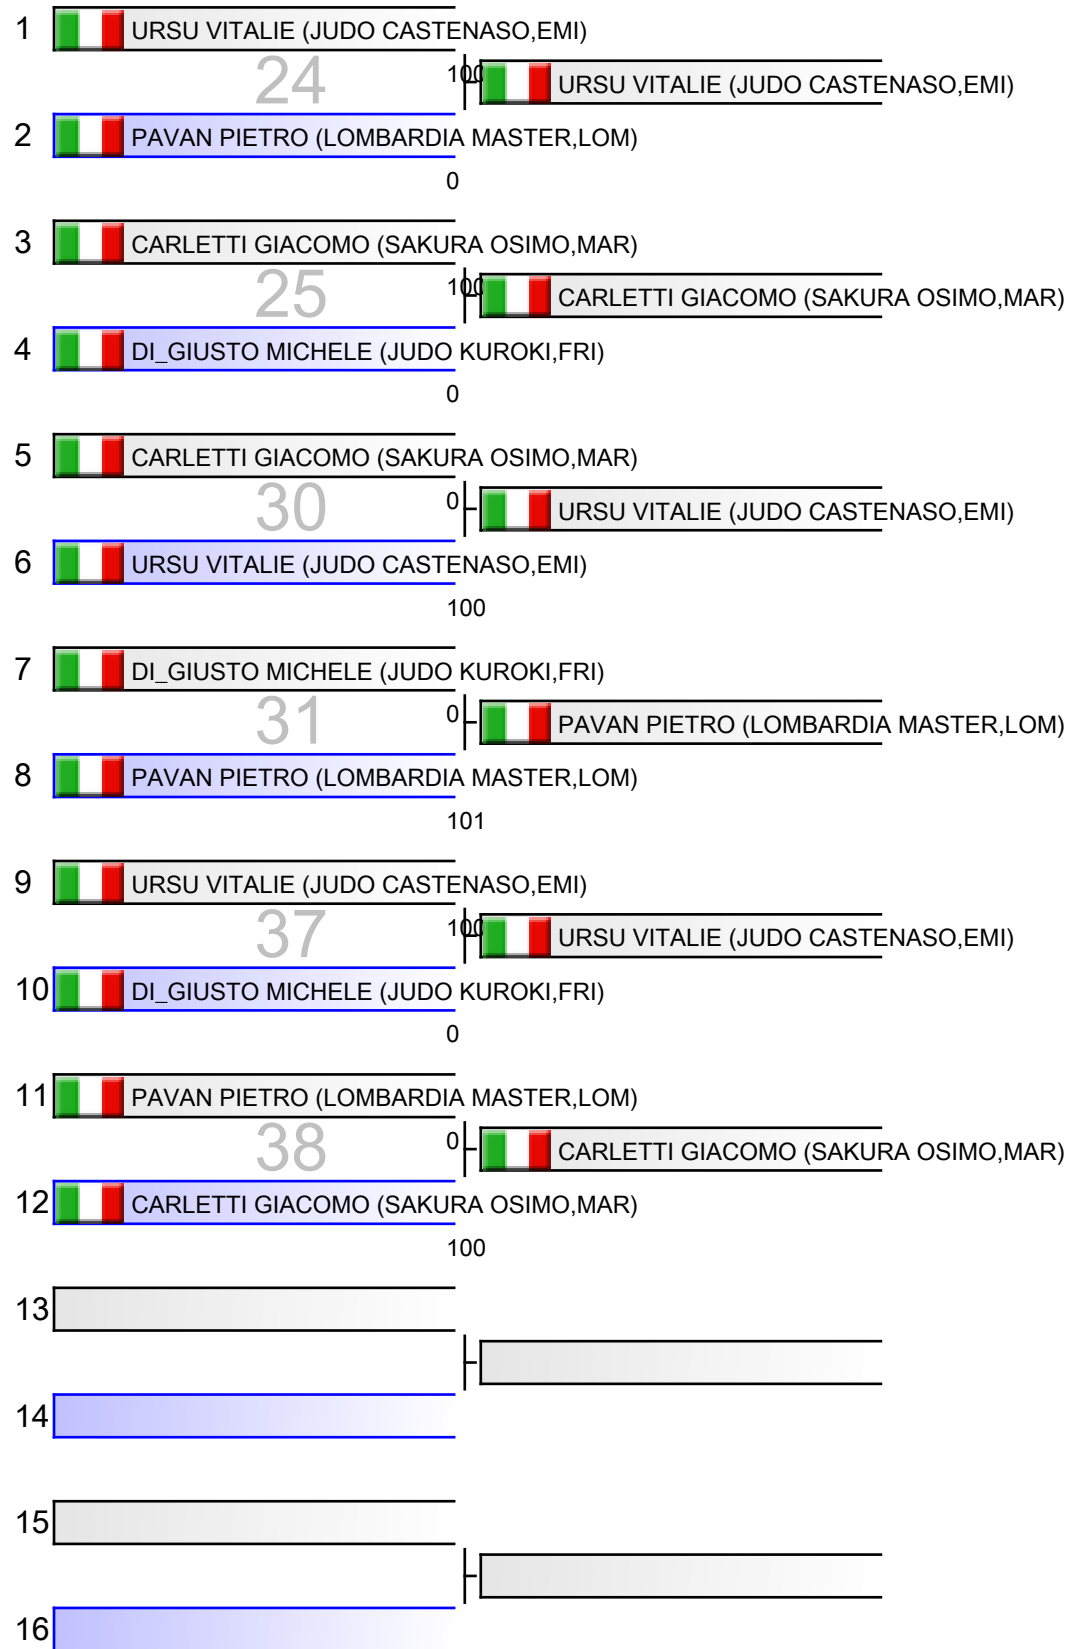 1 URSU VITALIE (JUDO CASTENASO,EMI)
24
100 URSU VITALIE (JUDO CASTENASO,EMI)
2 PAVAN PIETRO (LOMBARDIA MASTER,LOM)
0
3 CARLETTI GIACOMO (SAKURA OSIMO,MAR)
25
100 CARLETTI GIACOMO (SAKURA OSIMO,MAR)
4 DI_GIUSTO MICHELE (JUDO KUROKI,FRI)
0
5 CARLETTI GIACOMO (SAKURA OSIMO,MAR)
30
0 URSU VITALIE (JUDO CASTENASO,EMI)
6 URSU VITALIE (JUDO CASTENASO,EMI)
100
7 DI_GIUSTO MICHELE (JUDO KUROKI,FRI)
31
0 PAVAN PIETRO (LOMBARDIA MASTER,LOM)
8 PAVAN PIETRO (LOMBARDIA MASTER,LOM)
101
9 URSU VITALIE (JUDO CASTENASO,EMI)
37
100 URSU VITALIE (JUDO CASTENASO,EMI)
10 DI_GIUSTO MICHELE (JUDO KUROKI,FRI)
0
11 PAVAN PIETRO (LOMBARDIA MASTER,LOM)
38
0 CARLETTI GIACOMO (SAKURA OSIMO,MAR)
12 CARLETTI GIACOMO (SAKURA OSIMO,MAR)
100
13
14
15
16